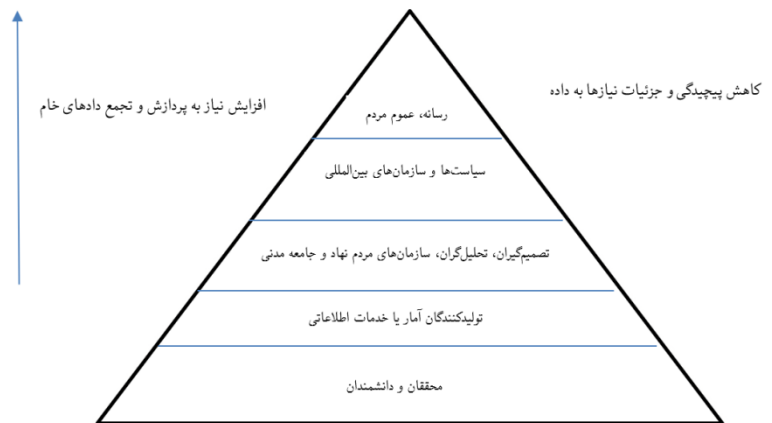 کاهش پیچیدگی و جزئیات نیازها به داده
افزایش نیاز به پردازش و تجمع دادهای خام
رسانه، عموم مردم
سیاست‌ها و سازمان‌های بین‌المللی
تصمیم‌گیران، تحلیل‌گران، سازمان‌های مردم نهاد و جامعه مدنی
تولیدکنندگان آمار یا خدمات اطلاعاتی
محققان و دانشمندان